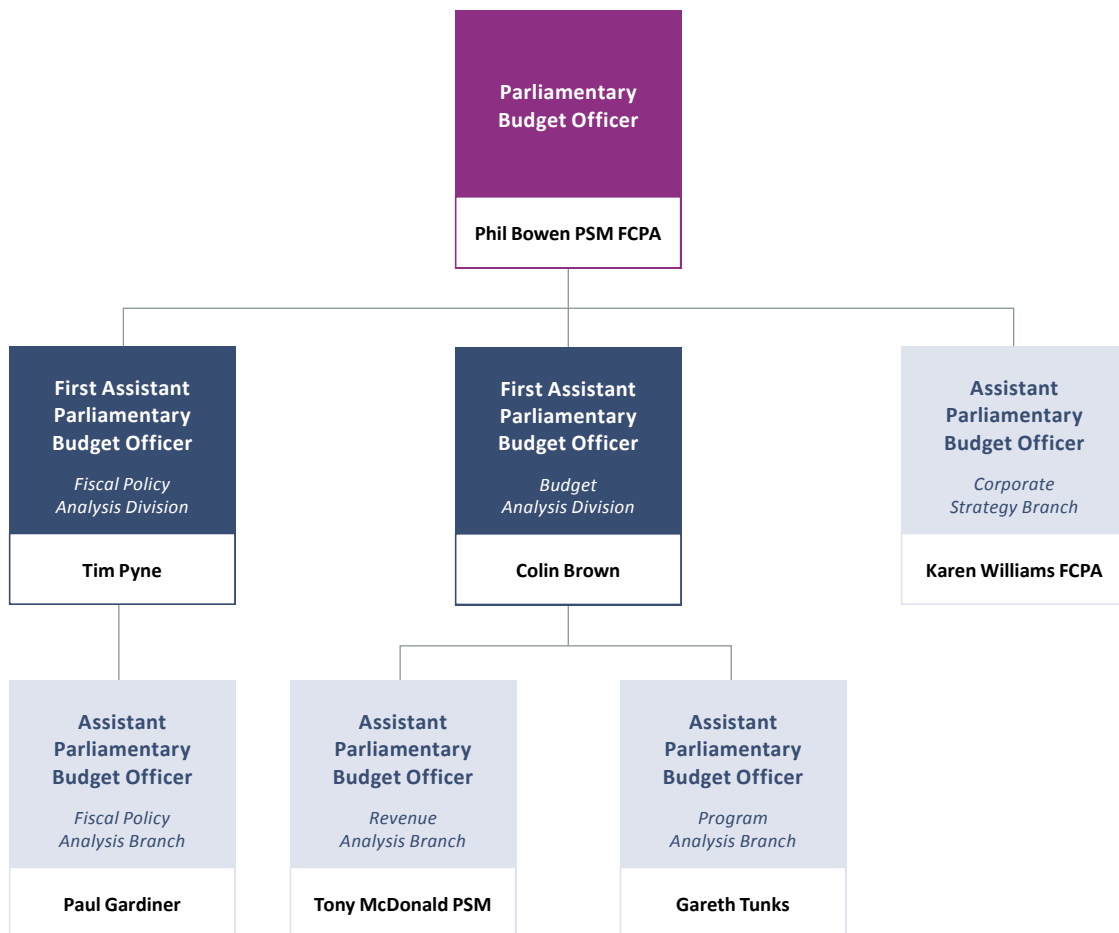 Parliamentary
Budget Officer
Phil Bowen PSM FCPA
First Assistant
Parliamentary
Budget Officer
Fiscal Policy
Analysis Division
Tim Pyne
First Assistant
Parliamentary
Budget Officer
Budget
Analysis Division
Colin Brown
Assistant
Parliamentary
Budget Officer
Corporate
Strategy Branch
Karen Williams FCPA
Assistant
Parliamentary
Budget Officer
Fiscal Policy
Analysis Branch
Paul Gardiner
Assistant
Parliamentary
Budget Officer
Revenue
Analysis Branch
Tony McDonald PSM
Assistant
Parliamentary
Budget Officer
Program
Analysis Branch
Gareth Tunks